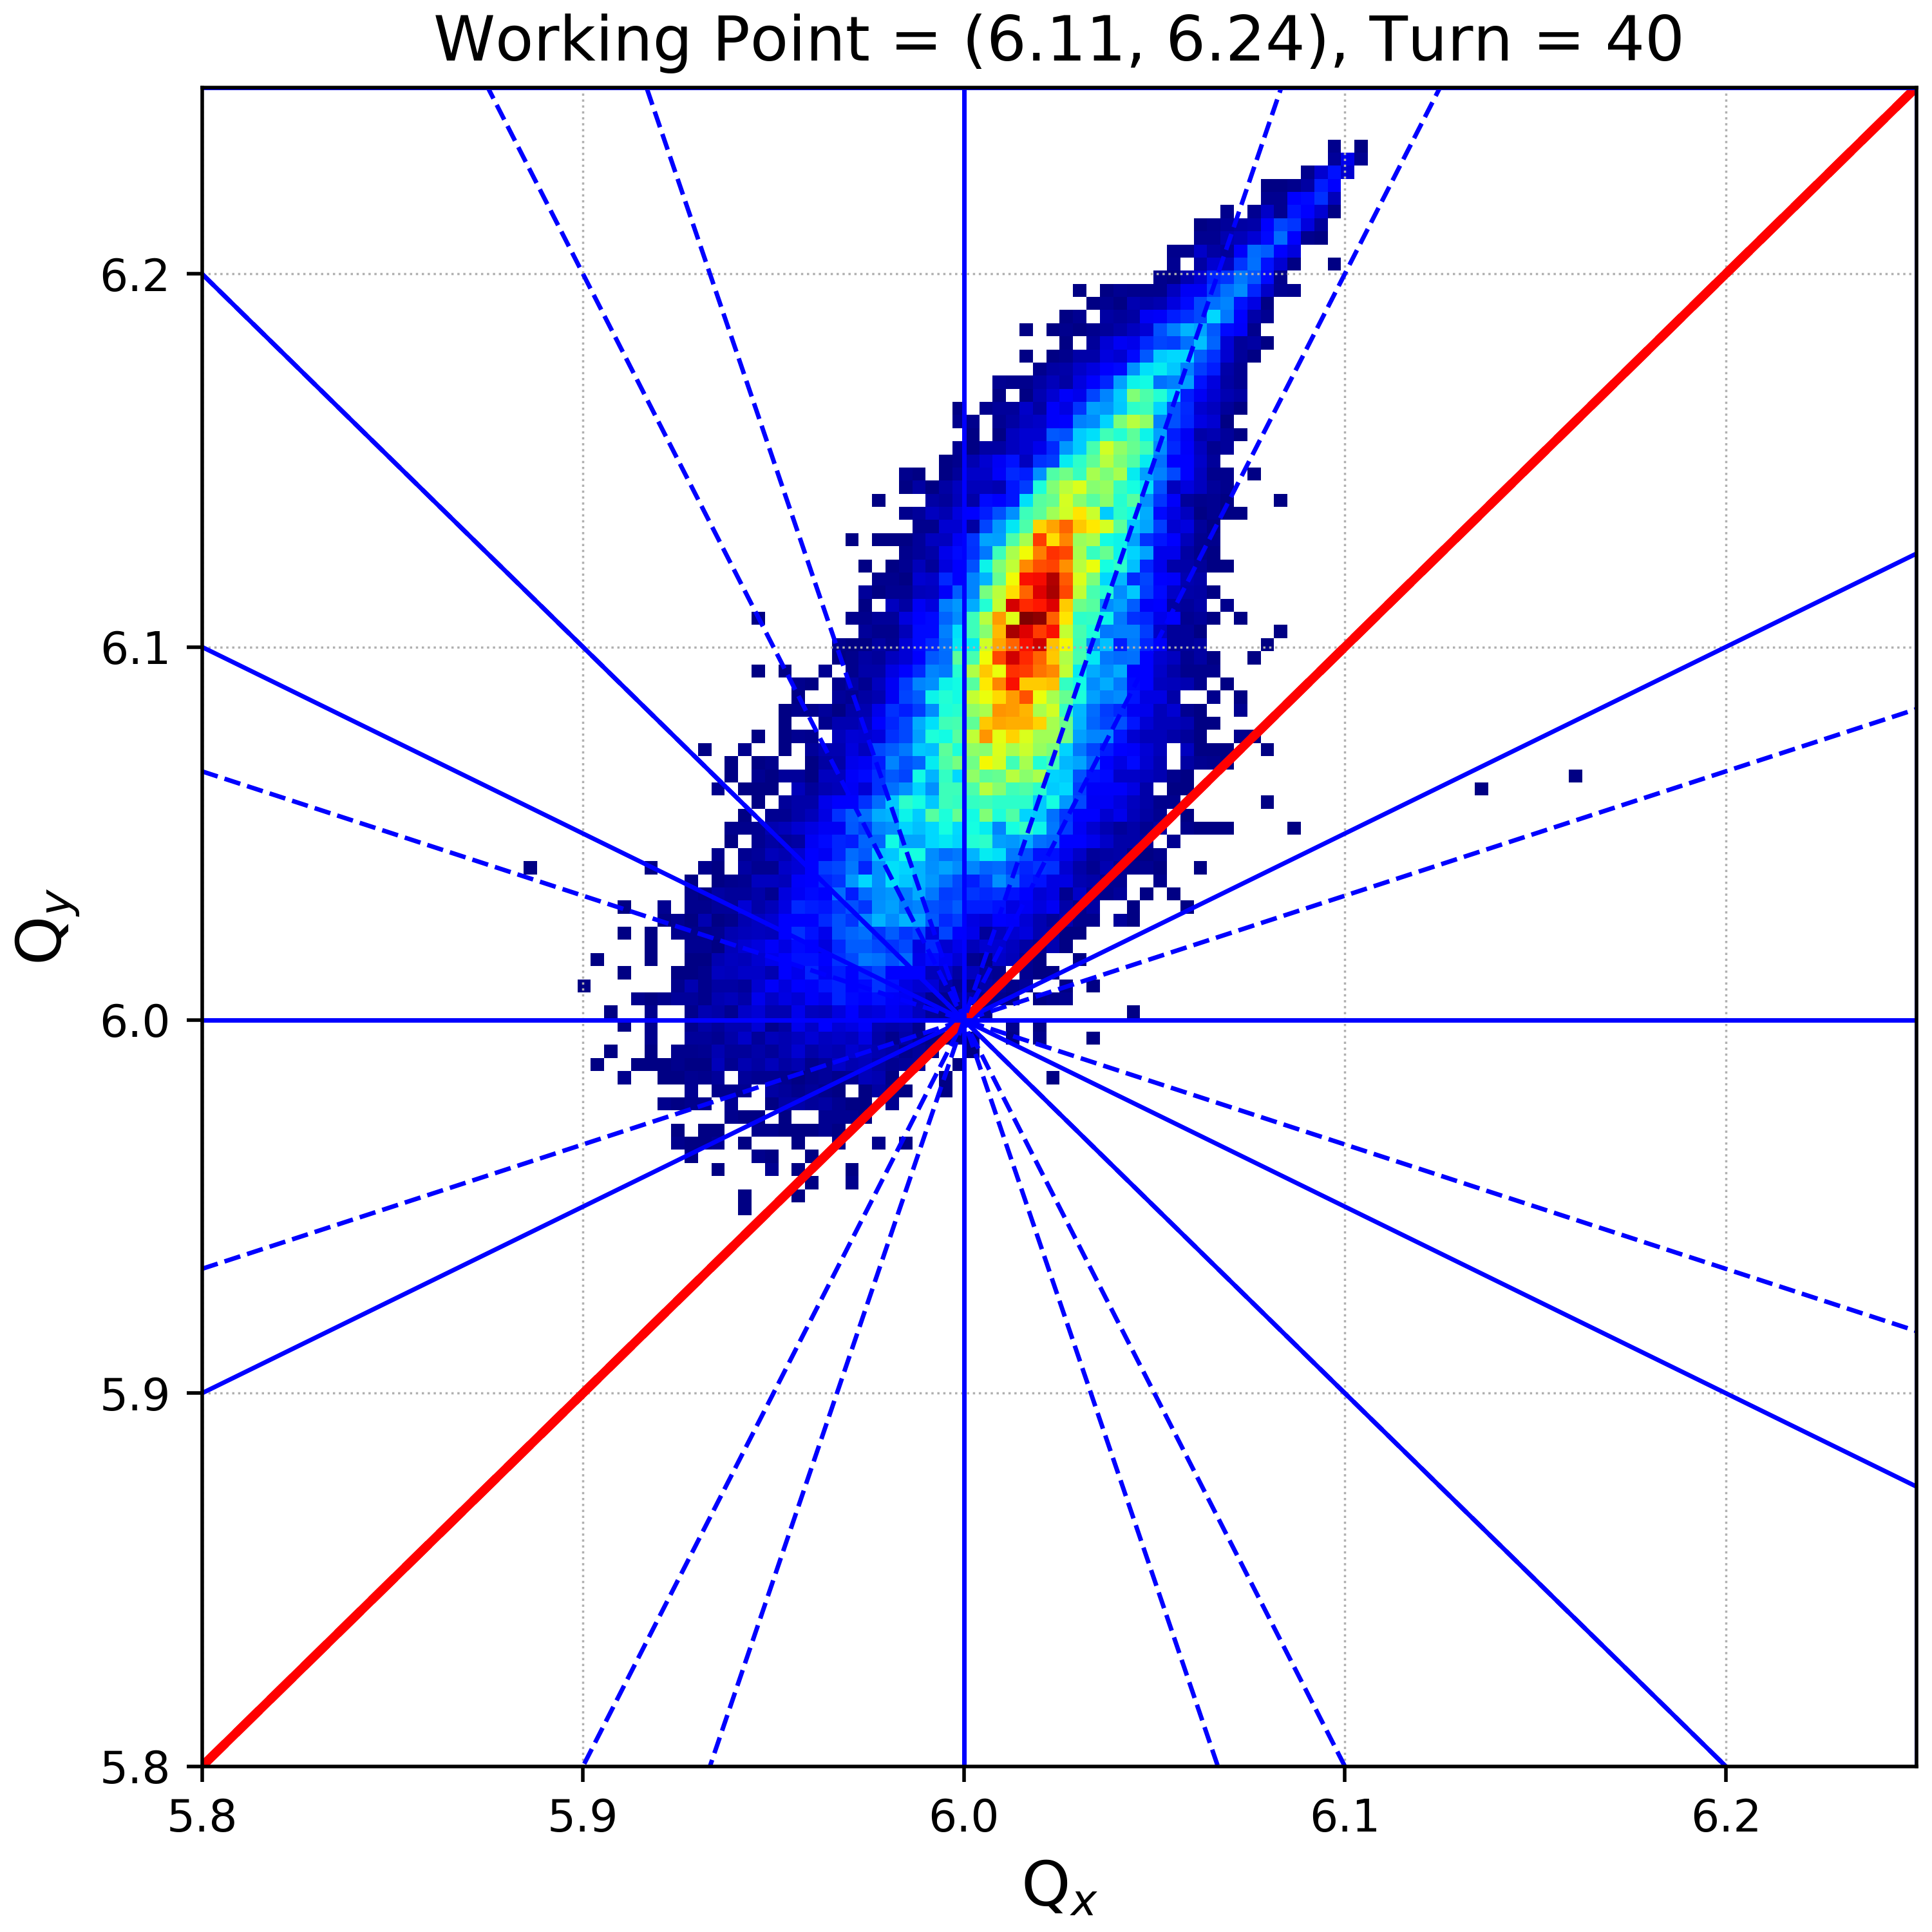 Working Point = (6.11, 6.24), Turn = 40
6.2
6.1
6.0
5.9
5.8
Qy
5.8 5.9 6.0 6.1 6.2
Qx